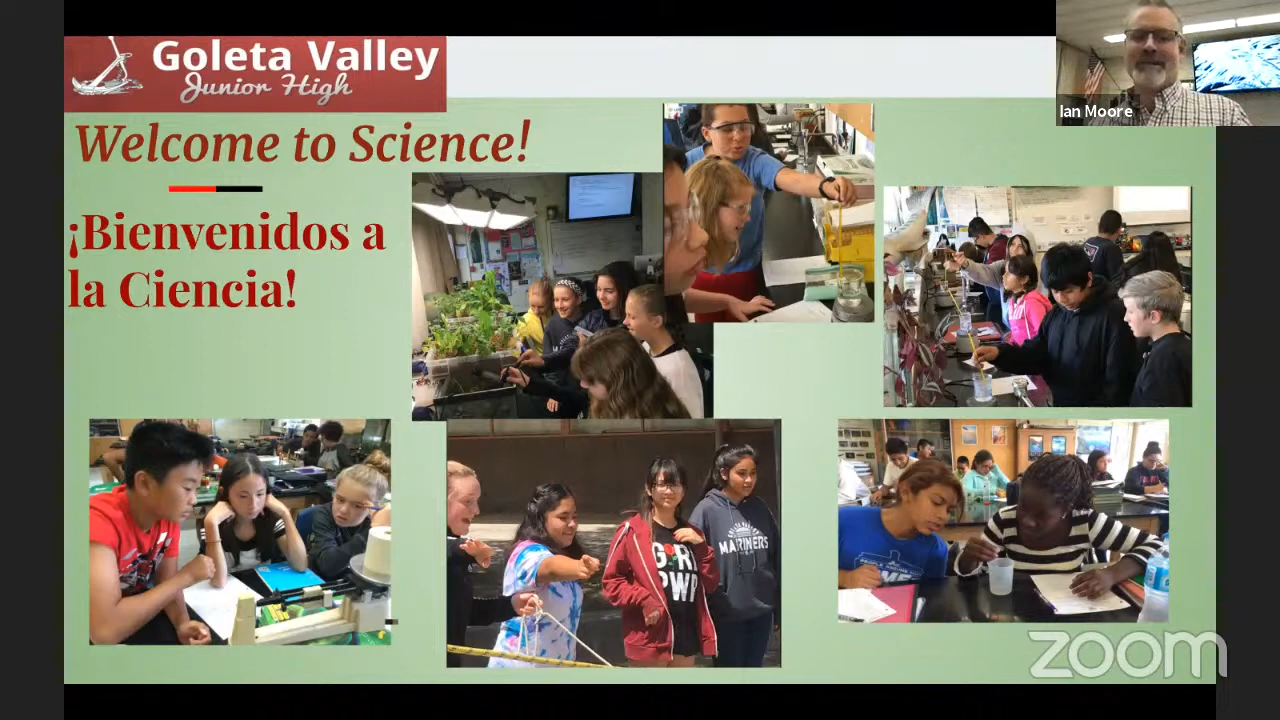 Goleta Valley
Junior High
Ian Moore
Welcome to Science!
¡Bienvenidos a
la Ciencia!
MARINERS
zoom